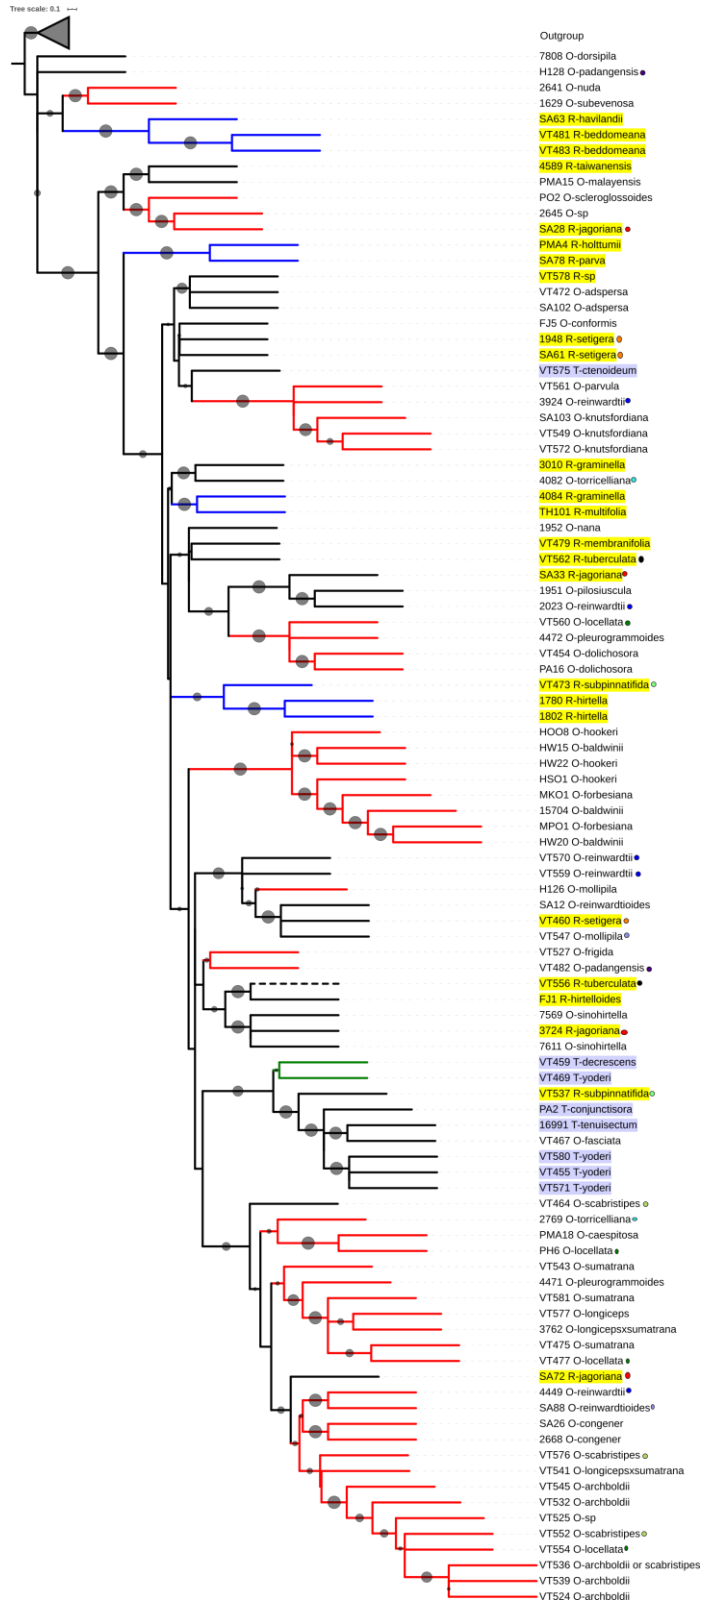 Tree scale: 0.1
Outgroup
7808 O-dorsipila
H128 O-padangensis
2641 O-nuda
1629 O-subevenosa
SA63 R-havilandii
VT481 R-beddomeana
VT483 R-beddomeana
4589 R-taiwanensis
PMA15 O-malayensis
PO2 O-scleroglossoides
2645 O-sp
SA28 R-jagoriana
PMA4 R-holttumii
SA78 R-parva
VT578 R-sp
VT472 O-adspersa
SA102 O-adspersa
FJ5 O-conformis
1948 R-setigera
SA61 R-setigera
VT575 T-ctenoideum
VT561 O-parvula
3924 O-reinwardtii
SA103 O-knutsfordiana
VT549 O-knutsfordiana
VT572 O-knutsfordiana
3010 R-graminella
4082 O-torricelliana
4084 R-graminella
TH101 R-multifolia
1952 O-nana
VT479 R-membranifolia
VT562 R-tuberculata
SA33 R-jagoriana
1951 O-pilosiuscula
2023 O-reinwardtii
VT560 O-locellata
4472 O-pleurogrammoides
VT454 O-dolichosora
PA16 O-dolichosora
VT473 R-subpinnatifida
1780 R-hirtella
1802 R-hirtella
HOO8 O-hookeri
HW15 O-baldwinii
HW22 O-hookeri
HSO1 O-hookeri
MKO1 O-forbesiana
15704 O-baldwinii
MPO1 O-forbesiana
HW20 O-baldwinii
VT570 O-reinwardtii
VT559 O-reinwardtii
H126 O-mollipila
SA12 O-reinwardtioides
VT460 R-setigera
VT547 O-mollipila
VT527 O-frigida
VT482 O-padangensis
VT556 R-tuberculata
FJ1 R-hirtelloides
7569 O-sinohirtella
3724 R-jagoriana
7611 O-sinohirtella
VT459 T-decrescens
VT469 T-yoderi
VT537 R-subpinnatifida
PA2 T-conjunctisora
16991 T-tenuisectum
VT467 O-fasciata
VT580 T-yoderi
VT455 T-yoderi
VT571 T-yoderi
VT464 O-scabristipes
2769 O-torricelliana
PMA18 O-caespitosa
PH6 O-locellata
VT543 O-sumatrana
4471 O-pleurogrammoides
VT581 O-sumatrana
VT577 O-longiceps
3762 O-longicepsxsumatrana
VT475 O-sumatrana
VT477 O-locellata
SA72 R-jagoriana
4449 O-reinwardtii
SA88 O-reinwardtioides
SA26 O-congener
2668 O-congener
VT576 O-scabristipes
VT541 O-longicepsxsumatrana
VT545 O-archboldii
VT532 O-archboldii
VT525 O-sp
VT552 O-scabristipes
VT554 O-locellata
VT536 O-archboldii or scabristipes
VT539 O-archboldii
VT524 O-archboldii